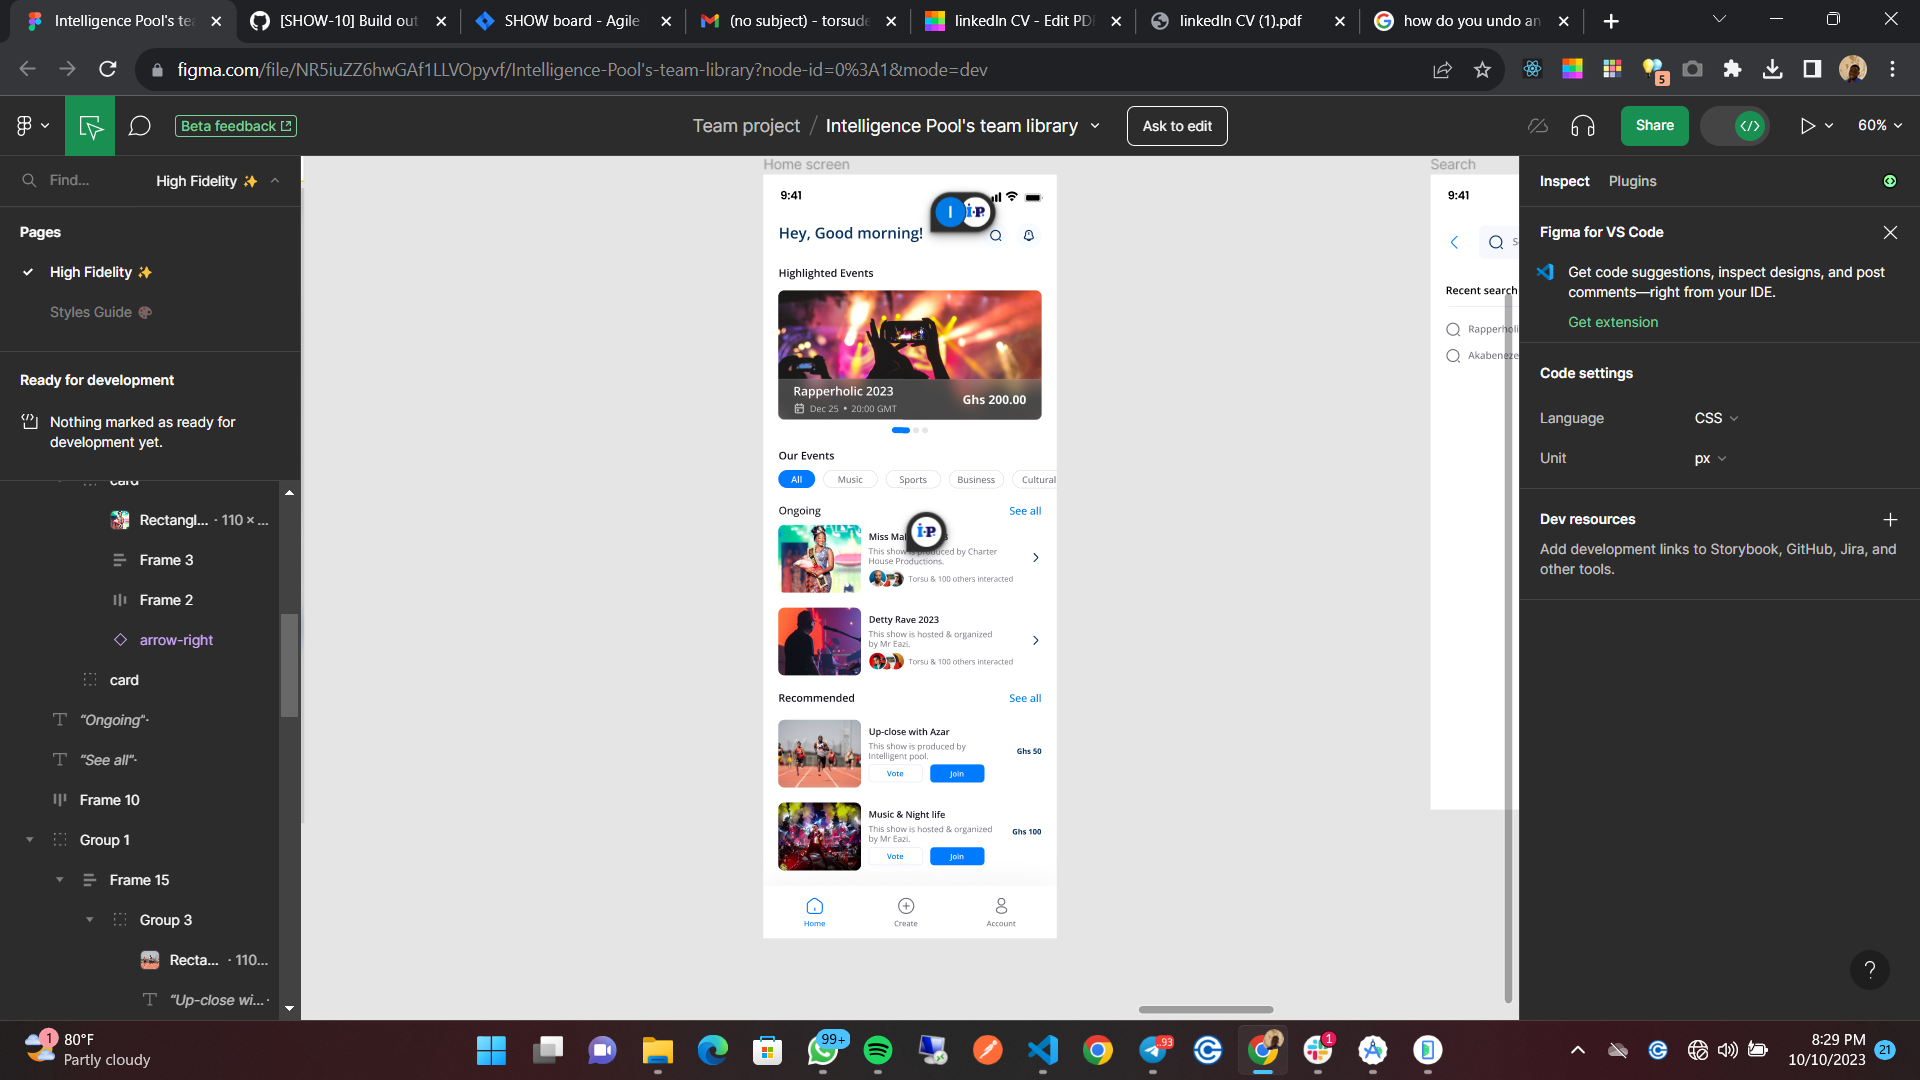 Intelligence Pool's te
[SHOW-10] Build out
SHOW board - Agile
(no subject) - torsude
linkedIn CV - Edit PD
linkedIn CV (1).pdf
how do you undo an
figma.com/file/NR5iuZZ6hwGAf1LLVOpyvf/Intelligence-Pool's-team-library?node-id=0%3A1&mode=dev
5
Beta feedback
Team project / Intelligence Pool's team library
Ask to edit
Share
60%
Find...
High Fidelity ✨
Pages
High Fidelity ✨
Styles Guide 🎨
Ready for development
Nothing marked as ready for
development yet.
card
Rectangl... · 110 × ...
Frame 3
Frame 2
arrow-right
card
"Ongoing"·
"See all"·
Frame 10
Group 1
Frame 15
Group 3
Recta... · 110...
"Up-close wi...·
Home screen
9:41
I
i-P.
Hey, Good morning!
Highlighted Events
Rapperholic 2023
Dec 25 • 20:00 GMT
Ghs 200.00
Our Events
All
Music
Sports
Business
Cultural
Ongoing
See all
i-P.
Miss Mal
This show is produced by Charter
House Productions.
Torsu & 100 others interacted
Detty Rave 2023
This show is hosted & organized
by Mr Eazi.
Torsu & 100 others interacted
Recommended
See all
Up-close with Azar
This show is produced by
Intelligent pool.
Ghs 50
Vote
Join
Music & Night life
This show is hosted & organized
by Mr Eazi.
Ghs 100
Vote
Join
Home
Create
Account
Search
9:41
S
Recent search
Rapperholi
Akabeneze
Inspect
Plugins
Figma for VS Code
Get code suggestions, inspect designs, and post
comments—right from your IDE.
Get extension
Code settings
Language
CSS
Unit
px
Dev resources
Add development links to Storybook, GitHub, Jira, and
other tools.
?
1
80°F
Partly cloudy
99+
93
1
8:29 PM
10/10/2023
21